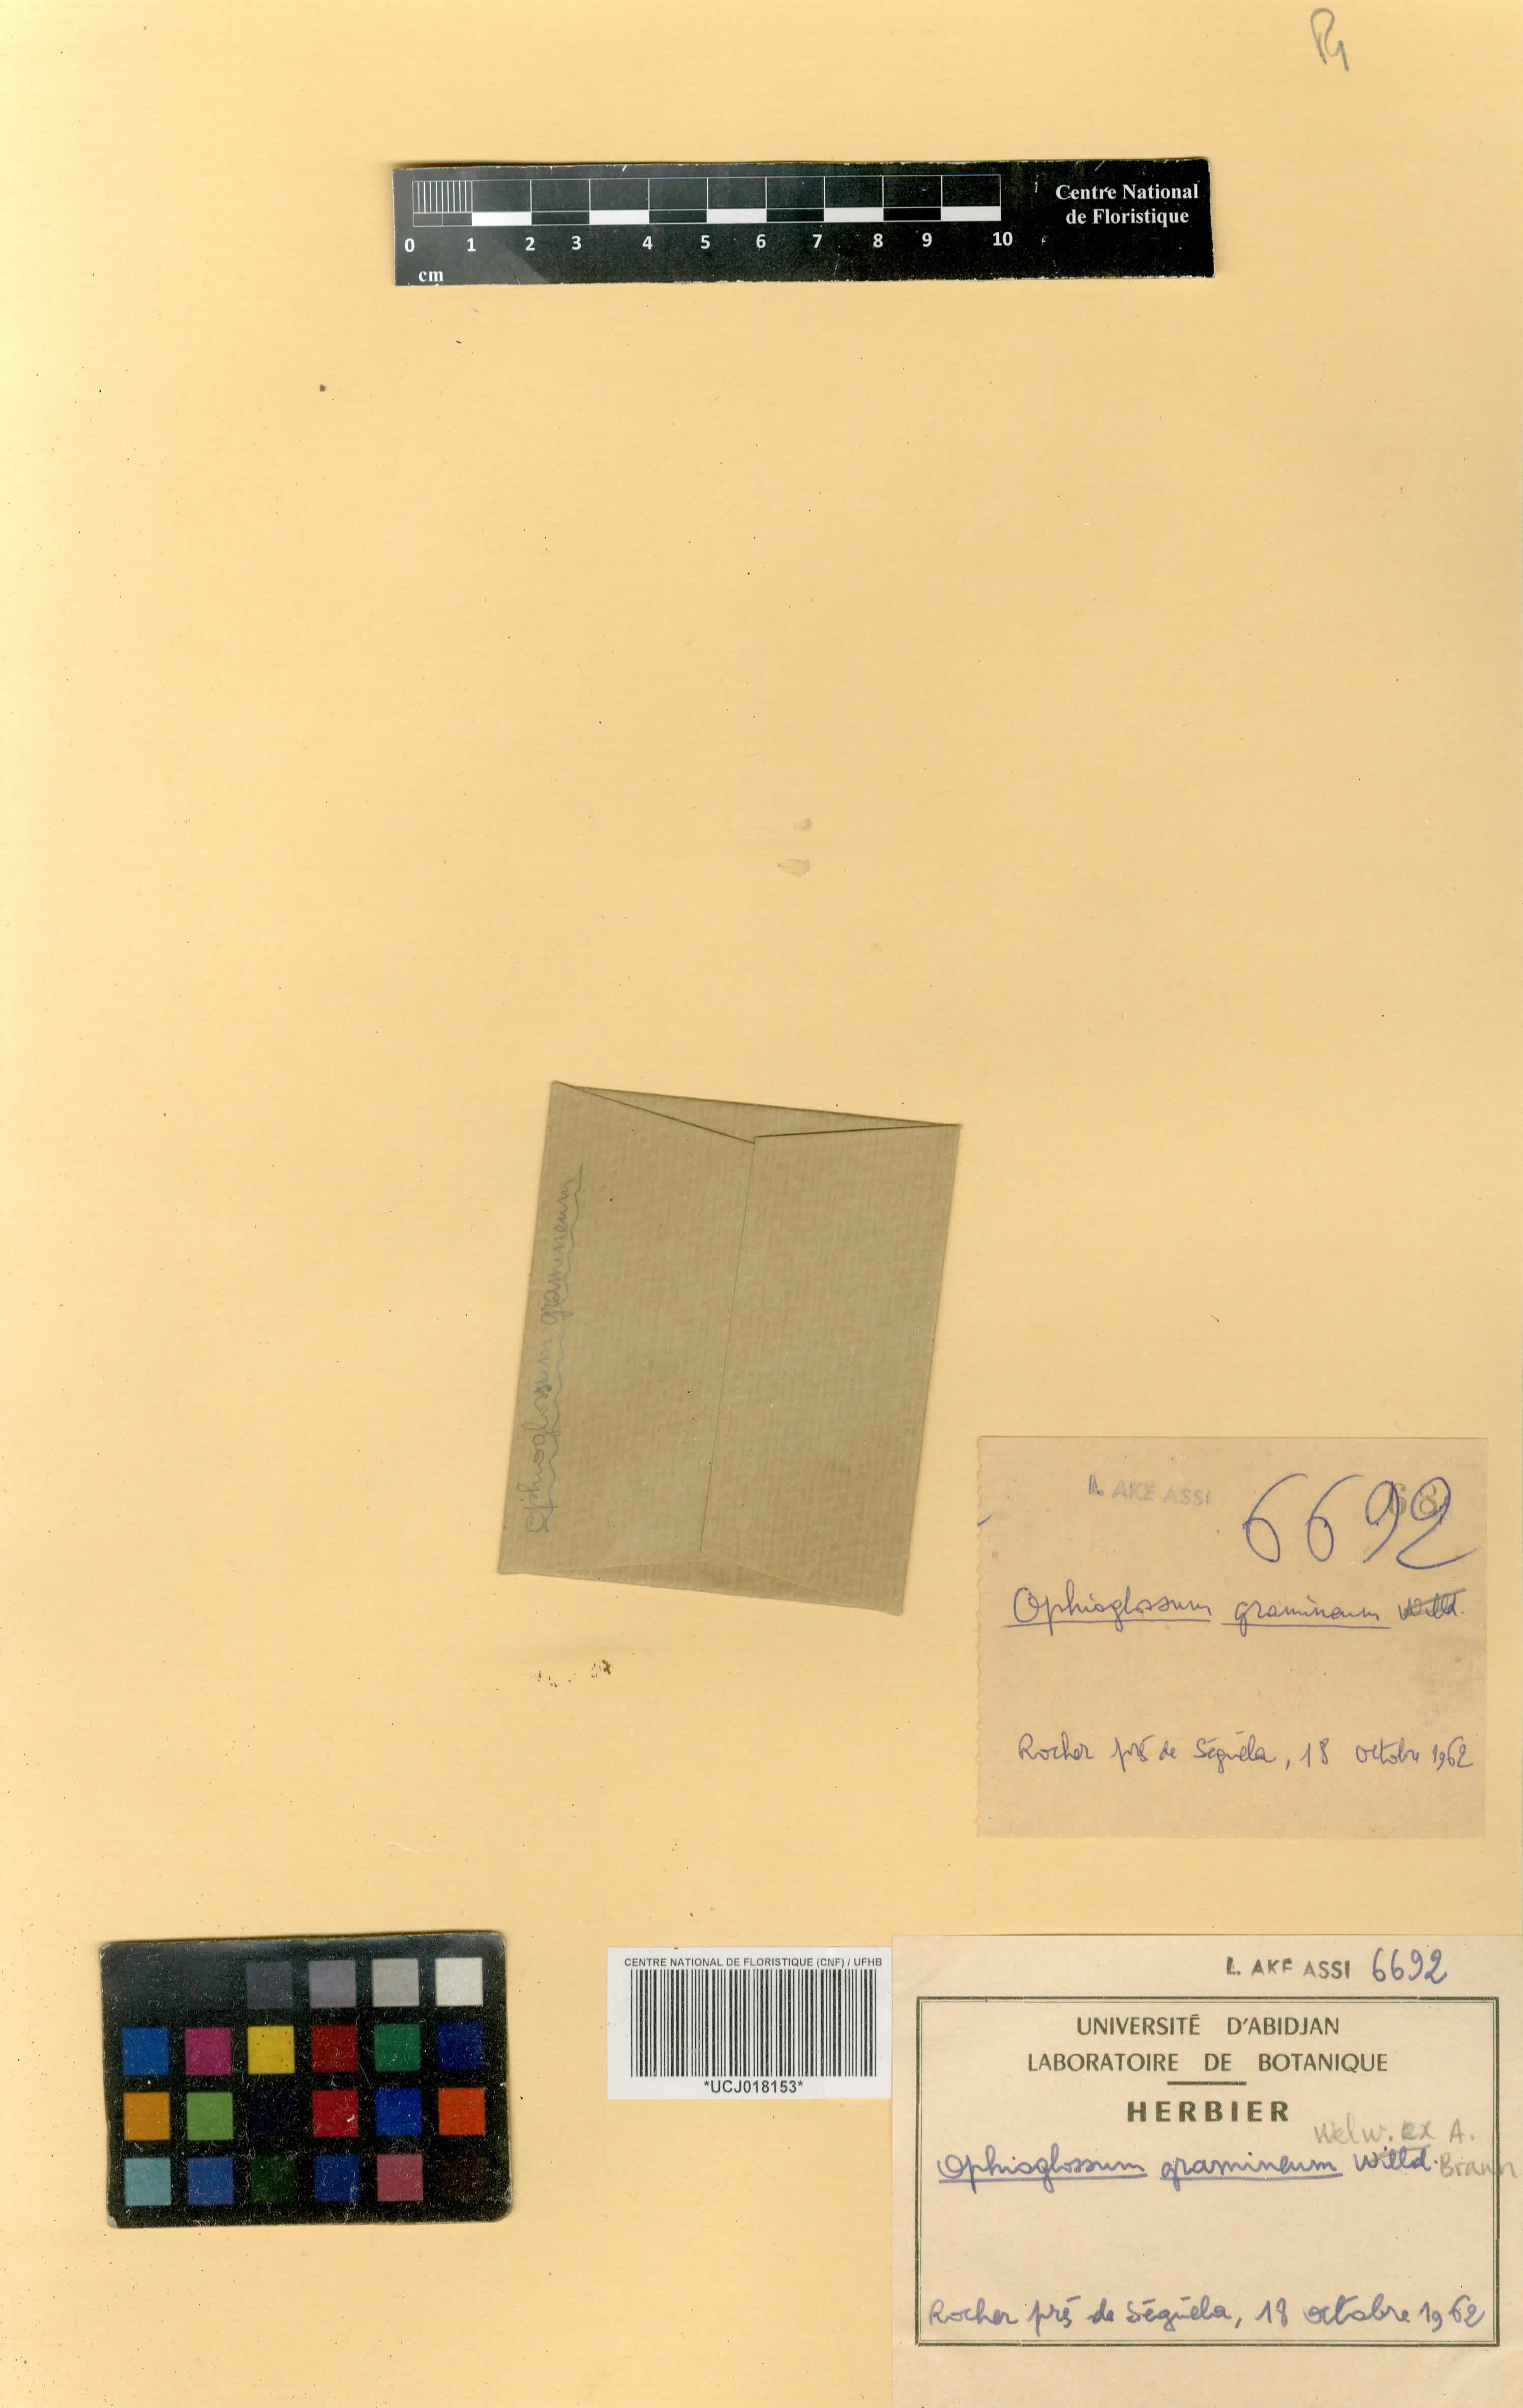 Centre National
de Floristique
0 1 2 3 4 5 6 7 8 9 10
cm
Ophioglossum gramineum
L. AKE ASSI 6692
Ophioglossum gramineum Willd.
Rocher près de Séguéla, 18 octobre 1962
CENTRE NATIONAL DE FLORISTIQUE (CNF) / UFHB
*UCJ018153*
L. AKE ASSI 6692
UNIVERSITÉ D'ABIDJAN
LABORATOIRE DE BOTANIQUE
HERBIER
Welw. ex A.
Ophioglossum gramineum Willd. Braun
Rocher près de Séguéla, 18 octobre 1962